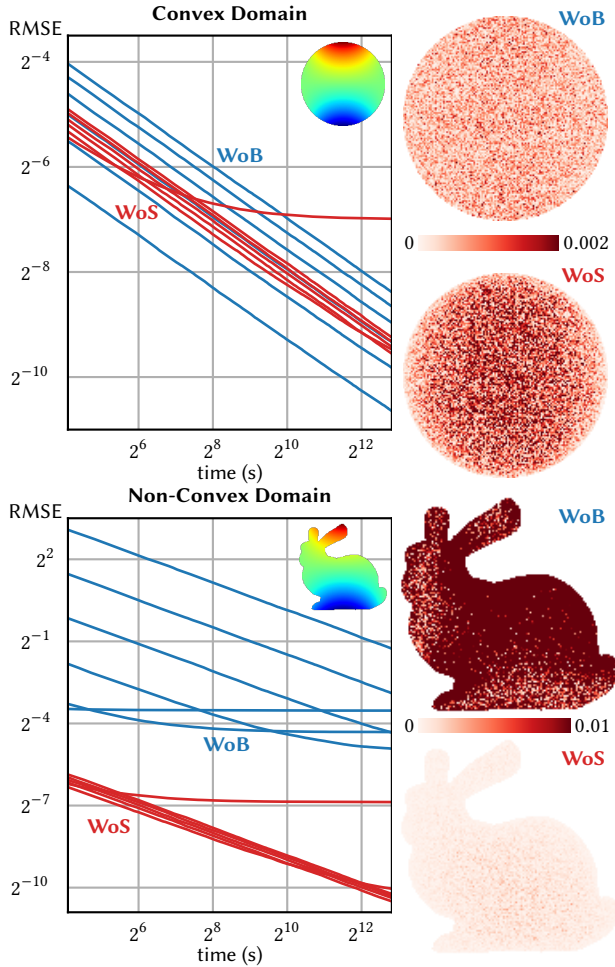 Convex Domain
RMSE
2^-4
2^-6
2^-8
2^-10
WoB
WoS
2^6 2^8 2^10 2^12
time (s)
WoB
0 0.002
WoS
Non-Convex Domain
RMSE
2^2
2^-1
2^-4
2^-7
2^-10
WoB
WoS
2^6 2^8 2^10 2^12
time (s)
WoB
0 0.01
WoS